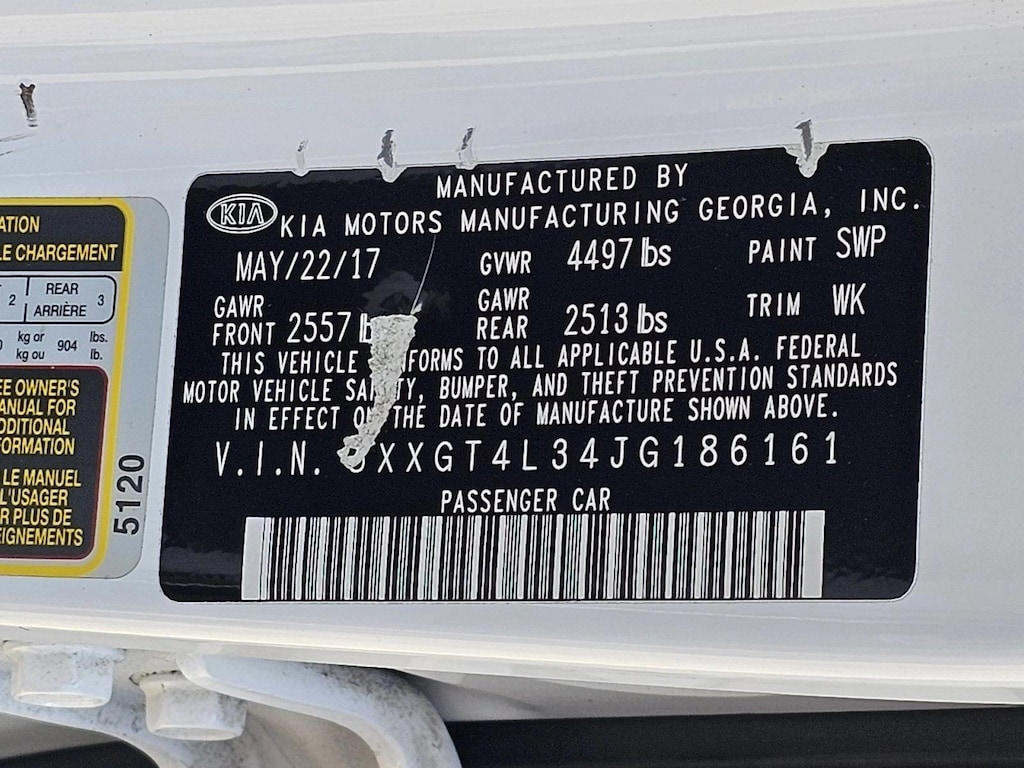 ATION
LE CHARGEMENT
2 REAR ARRIÈRE 3
kg or lbs.
kg ou 904 lb.
EE OWNER'S
ANUAL FOR
DDITIONAL
FORMATION
LE MANUEL
L'USAGER
R PLUS DE
EIGNEMENTS
5120
MANUFACTURED BY
KIA KIA MOTORS MANUFACTURING GEORGIA, INC.
MAY/22/17 GVWR 4497 lbs PAINT SWP
GAWR FRONT 2557 GAWR REAR 2513 lbs TRIM WK
THIS VEHICLE FORMS TO ALL APPLICABLE U.S.A. FEDERAL
MOTOR VEHICLE SA TY, BUMPER, AND THEFT PREVENTION STANDARDS
IN EFFECT O THE DATE OF MANUFACTURE SHOWN ABOVE.
V.I.N. XXGT4L34JG186161
PASSENGER CAR